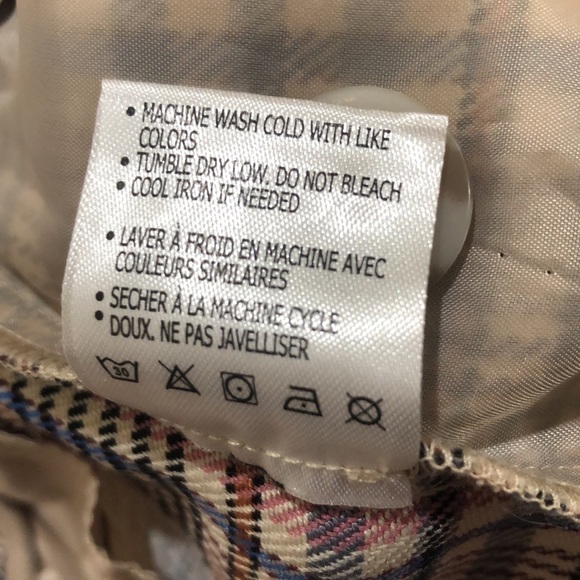 • MACHINE WASH COLD WITH LIKE
COLORS
• TUMBLE DRY LOW. DO NOT BLEACH
• COOL IRON IF NEEDED
• LAVER À FROID EN MACHINE AVEC
COULEURS SIMILAIRES
• SECHER À LA MACHINE CYCLE
• DOUX. NE PAS JAVELLISER
30